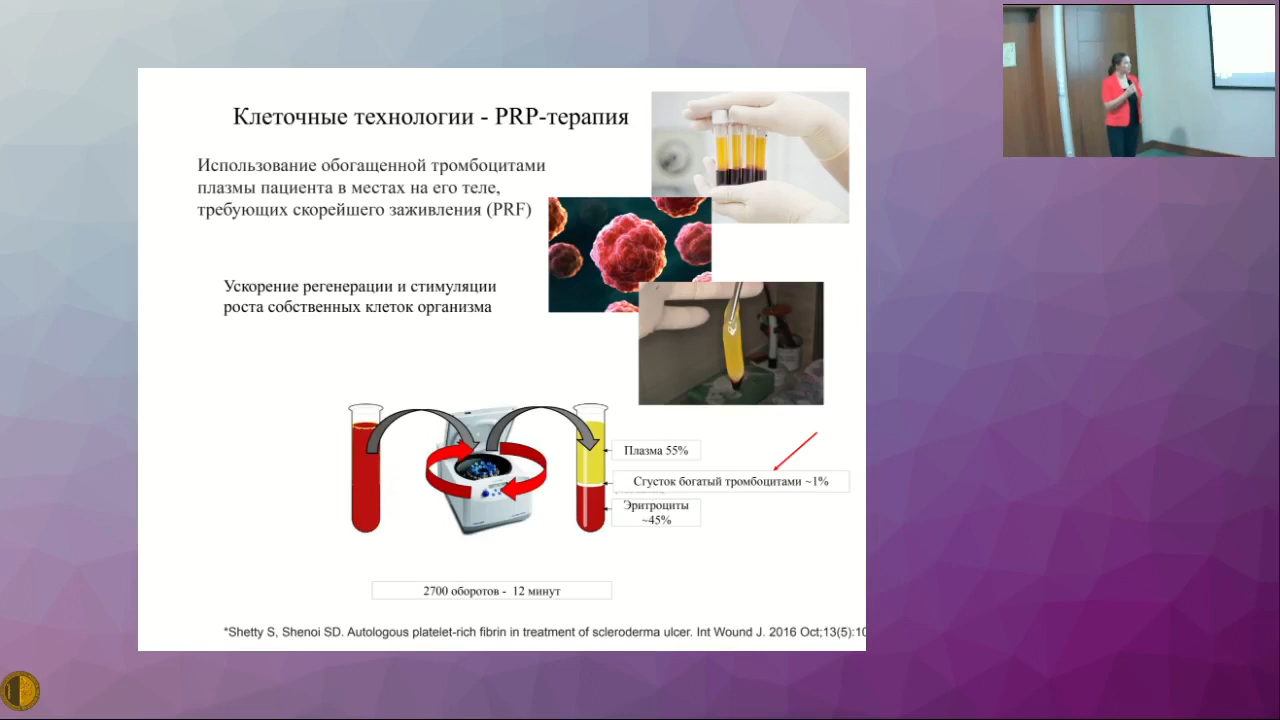 Клеточные технологии - PRP-терапия
Использование обогащенной тромбоцитами
плазмы пациента в местах на его теле,
требующих скорейшего заживления (PRF)
Ускорение регенерации и стимуляции
роста собственных клеток организма
Плазма 55%
Сгусток богатый тромбоцитами ~1%
Эритроциты
~45%
2700 оборотов - 12 минут
*Shetty S, Shenoi SD. Autologous platelet-rich fibrin in treatment of scleroderma ulcer. Int Wound J. 2016 Oct;13(5):10